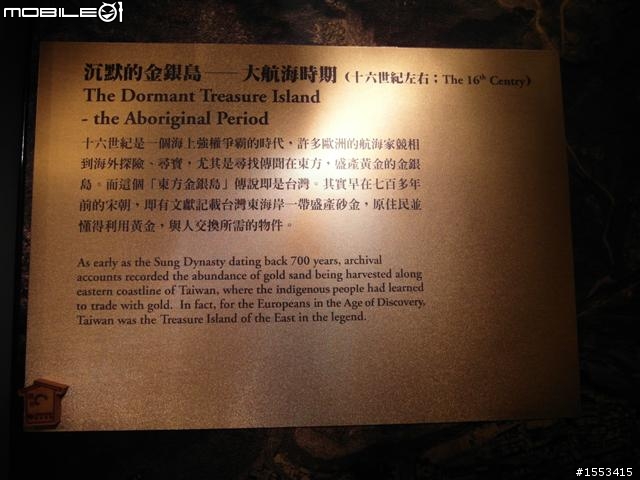 MOBILE01
沉默的金銀島——大航海時期（十六世紀左右；The 16th Centry）
The Dormant Treasure Island
- the Aboriginal Period
十六世紀是一個海上強權爭霸的時代，許多歐洲的航海家競相
到海外探險、尋寶，尤其是尋找傳聞在東方，盛產黃金的金銀
島。而這個「東方金銀島」傳說即是台灣。其實早在七百多年
前的宋朝，即有文獻記載台灣東海岸一帶盛產砂金，原住民並
懂得利用黃金，與人交換所需的物件。
As early as the Sung Dynasty dating back 700 years, archival
accounts recorded the abundance of gold sand being harvested along
eastern coastline of Taiwan, where the indigenous people had learned
to trade with gold. In fact, for the Europeans in the Age of Discovery,
Taiwan was the Treasure Island of the East in the legend.
#1553415